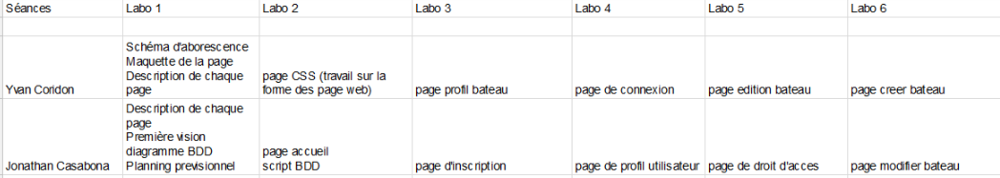 Séances Labo 1 Labo 2 Labo 3 Labo 4 Labo 5 Labo 6
Schéma d'aborescence
Maquette de la page
Description de chaque
page
page CSS (travail sur la
forme des page web)
Yvan Coridon page profil bateau page de connexion page edition bateau page creer bateau
Description de chaque
page
Première vision
diagramme BDD
Planning previsionnel
page accueil
script BDD
Jonathan Casabona page d'inscription page de profil utilisateur page de droit d'acces page modifier bateau